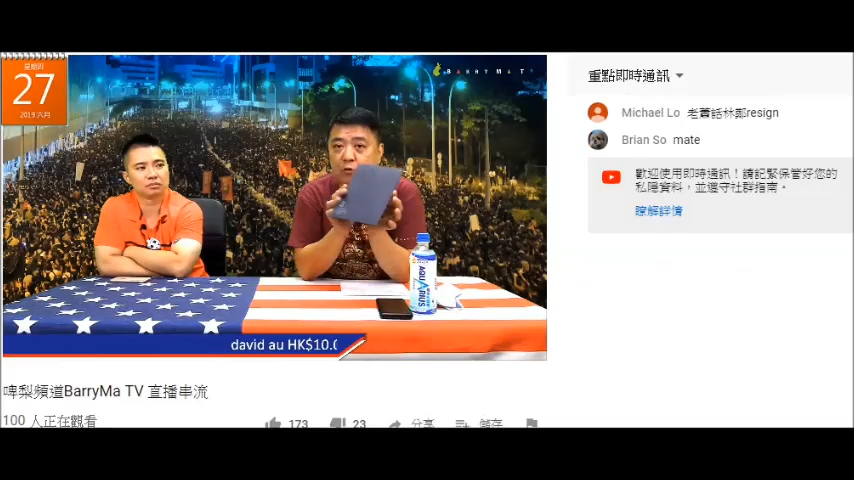 星期四
27
2019 六月
BARRYMA TV
AQUARIUS
david au HK$10.0
啤梨頻道BarryMa TV 直播串流
100 人正在觀看
173
23
分享
儲存
重點即時通訊
Michael Lo 老蕭話林鄭resign
Brian So mate
歡迎使用即時通訊！請記緊保管好您的
私隱資料，並遵守社群指南。
瞭解詳情